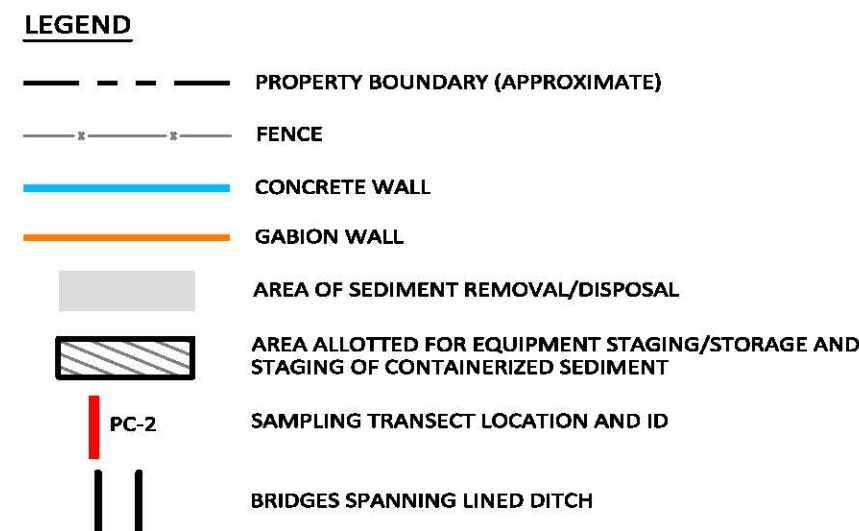 LEGEND
PROPERTY BOUNDARY (APPROXIMATE)
FENCE
CONCRETE WALL
GABION WALL
AREA OF SEDIMENT REMOVAL/DISPOSAL
AREA ALLOTTED FOR EQUIPMENT STAGING/STORAGE AND
STAGING OF CONTAINERIZED SEDIMENT
PC-2 SAMPLING TRANSECT LOCATION AND ID
BRIDGES SPANNING LINED DITCH